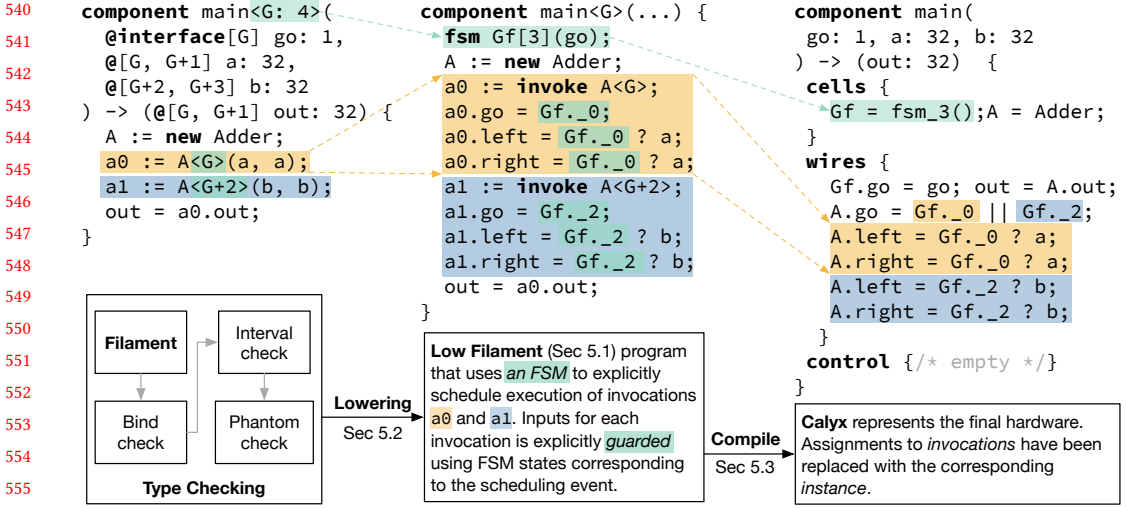 540
541
542
543
544
545
546
547
548
549
550
551
552
553
554
555
component main<G: 4>(
@interface[G] go: 1,
@[G, G+1] a: 32,
@[G+2, G+3] b: 32
) -> (@[G, G+1] out: 32) {
A := new Adder;
a0 := A<G>(a, a);
a1 := A<G+2>(b, b);
out = a0.out;
}
component main<G>(...) {
fsm Gf[3](go);
A := new Adder;
a0 := invoke A<G>;
a0.go = Gf._0;
a0.left = Gf._0 ? a;
a0.right = Gf._0 ? a;
a1 := invoke A<G+2>;
a1.go = Gf._2;
a1.left = Gf._2 ? b;
a1.right = Gf._2 ? b;
out = a0.out;
}
component main(
go: 1, a: 32, b: 32
) -> (out: 32) {
cells {
Gf = fsm_3();A = Adder;
}
wires {
Gf.go = go; out = A.out;
A.go = Gf._0 || Gf._2;
A.left = Gf._0 ? a;
A.right = Gf._0 ? a;
A.left = Gf._2 ? b;
A.right = Gf._2 ? b;
}
control {/* empty */}
}
Filament
Bind
check
Interval
check
Phantom
check
Type Checking
Lowering
Sec 5.2
Low Filament (Sec 5.1) program
that uses an FSM to explicitly
schedule execution of invocations
a0 and a1. Inputs for each
invocation is explicitly guarded
using FSM states corresponding
to the scheduling event.
Compile
Sec 5.3
Calyx represents the final hardware.
Assignments to invocations have been
replaced with the corresponding
instance.